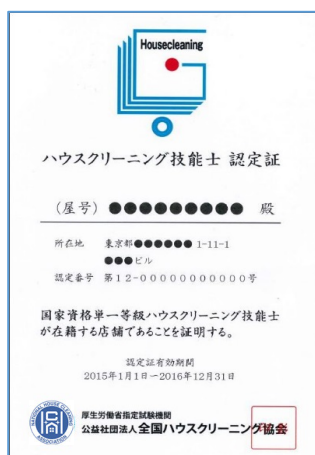 Housecleaning
ハウスクリーニング技能士 認定証
(屋号) ●●●●●●●●● 殿
所在地 東京都●●●●●● 1-11-1
●●●ビル
認定番号 第12-00000000000号
国家資格単一等級ハウスクリーニング技能士
が在籍する店舗であることを証明する。
認定証有効期間
2015年1月1日~2016年12月31日
厚生労働省指定試験機関
公益社団法人 全国ハウスクリーニング協会
NATIONAL HOUSE CLEANING
ASSOCIATION